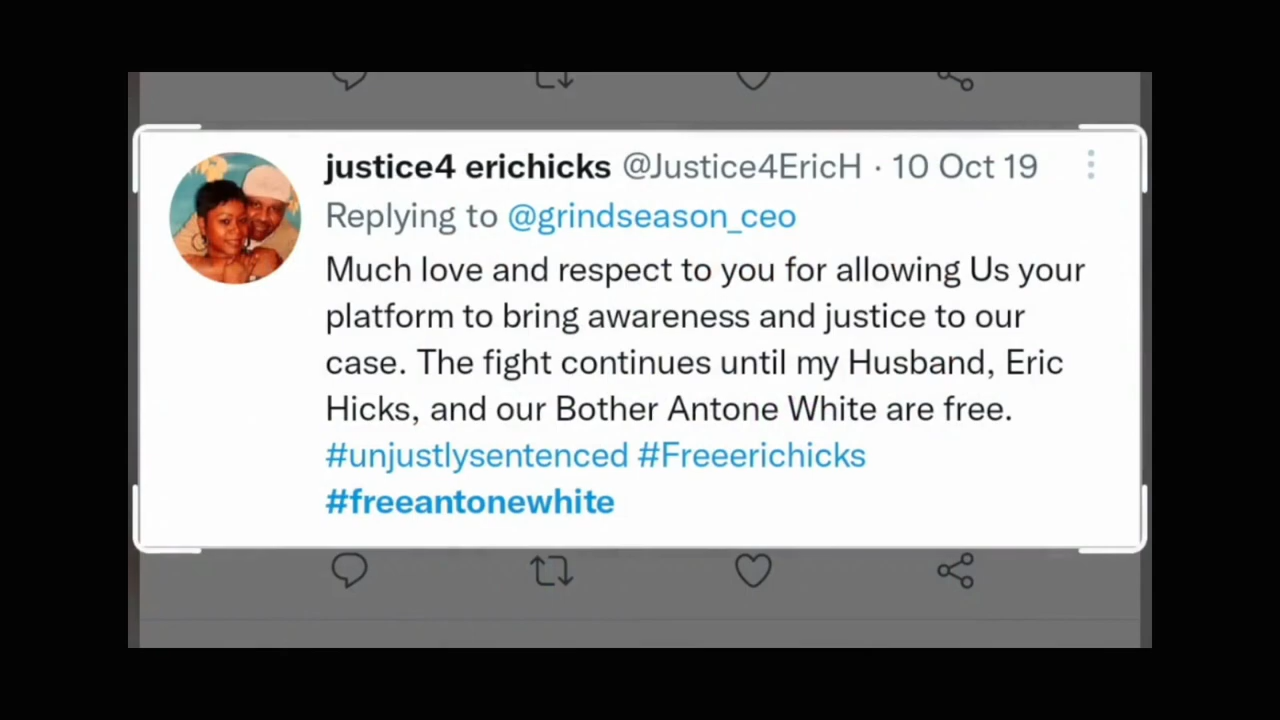 justice4 erichicks @Justice4EricH · 10 Oct 19
Replying to @grindseason_ceo
Much love and respect to you for allowing Us your
platform to bring awareness and justice to our
case. The fight continues until my Husband, Eric
Hicks, and our Bother Antone White are free.
#unjustlysentenced #Freeerichicks
#freeantonewhite